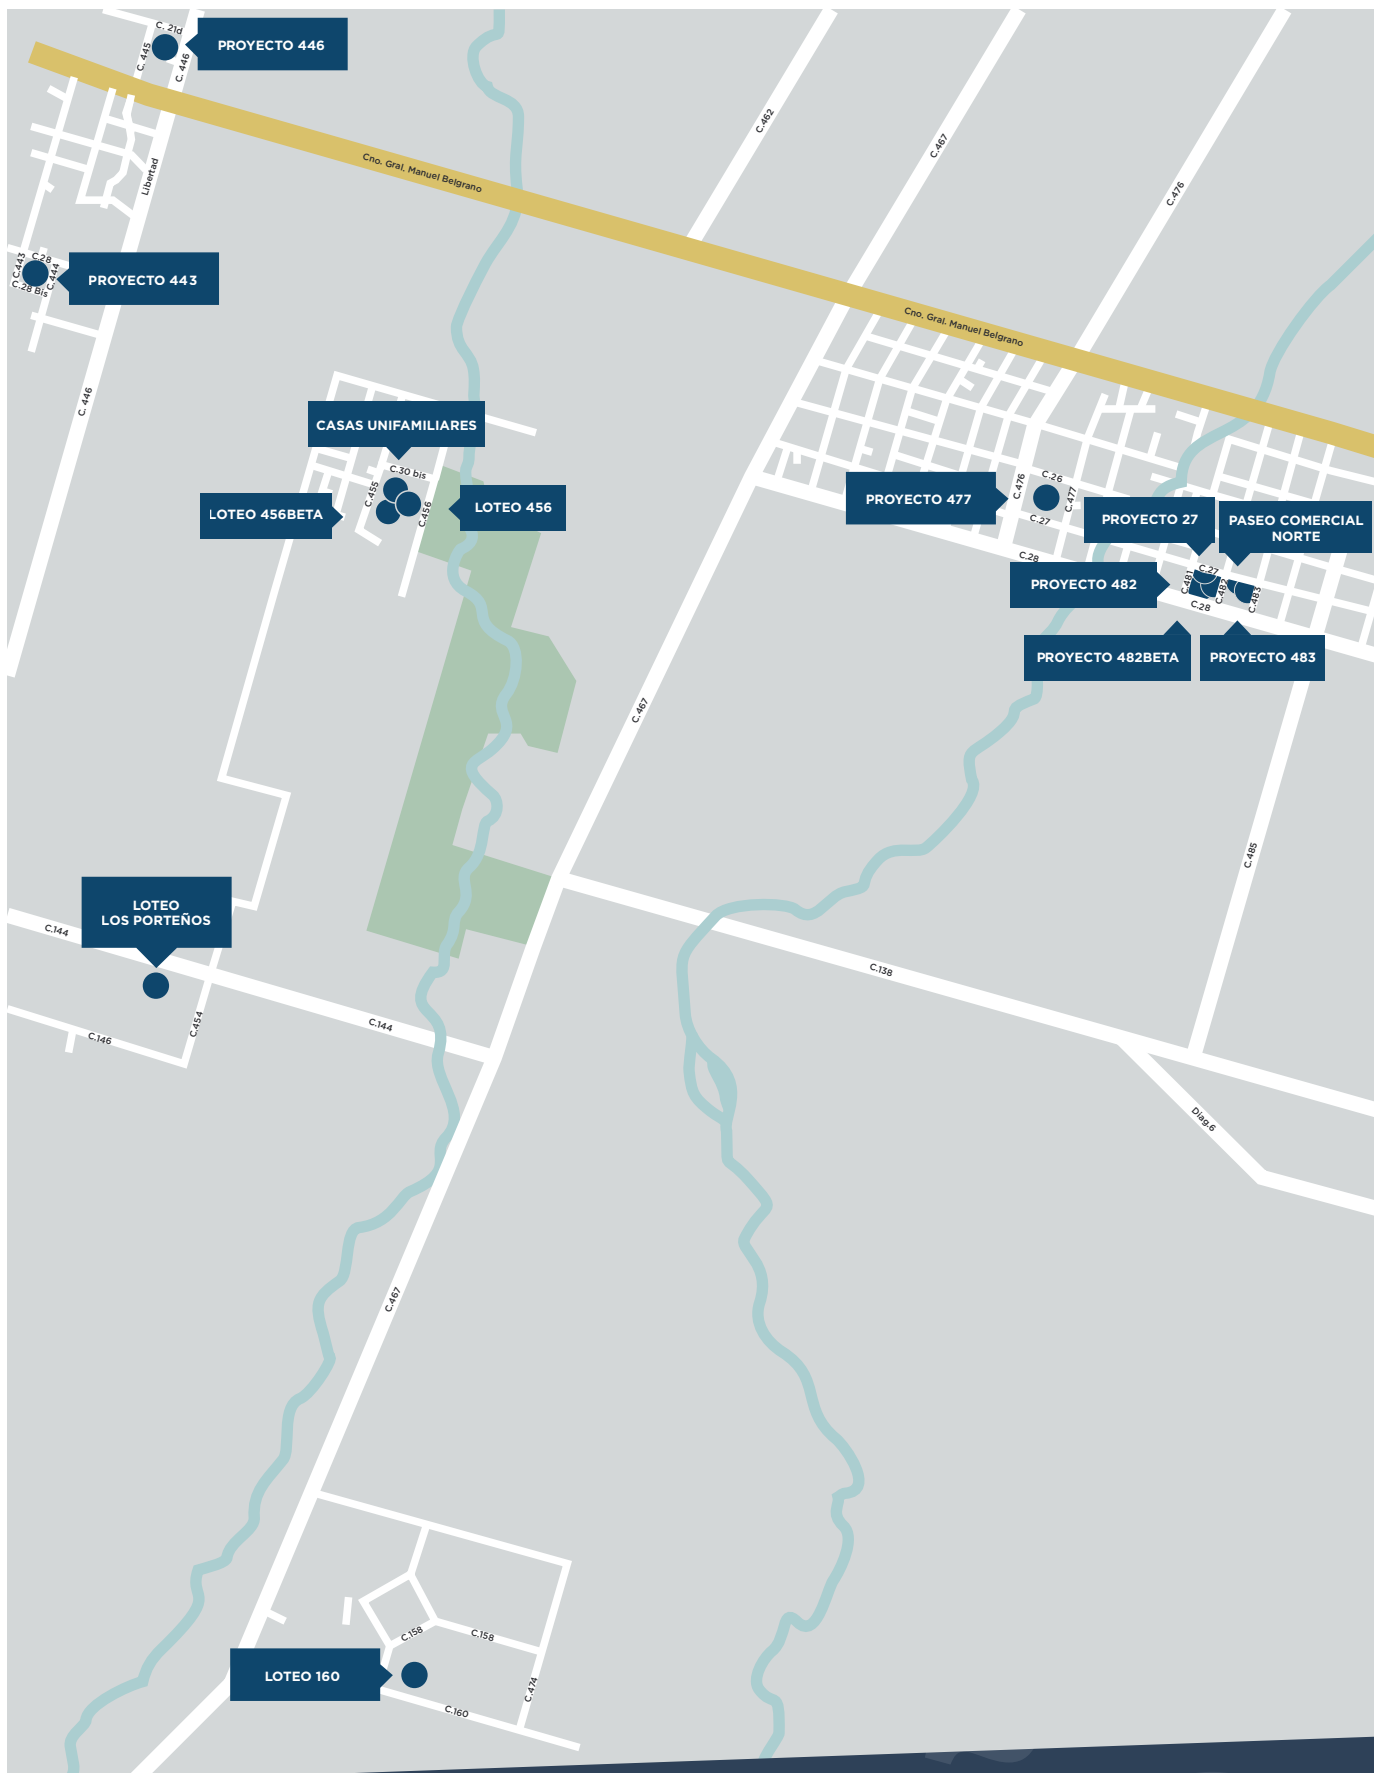 C. 21d
PROYECTO 446
C. 445
C. 446
C.462
C.467
Cno. Gral. Manuel Belgrano
Libertad
C.476
C.28
C.443
C.444
C.28 Bis
PROYECTO 443
Cno. Gral. Manuel Belgrano
C. 446
CASAS UNIFAMILIARES
C.30 bis
C.455
C.456
LOTEO 456BETA
LOTEO 456
PROYECTO 477
C.476
C.26
C.477
C.27
PROYECTO 27
PASEO COMERCIAL
NORTE
C.28
PROYECTO 482
C.481
C.27
C.482
C.483
C.28
PROYECTO 482BETA
PROYECTO 483
C.467
C.485
LOTEO
LOS PORTEÑOS
C.144
C.138
C.454
C.144
C.146
Diag.6
C.467
C.158
C.158
LOTEO 160
C.474
C.160